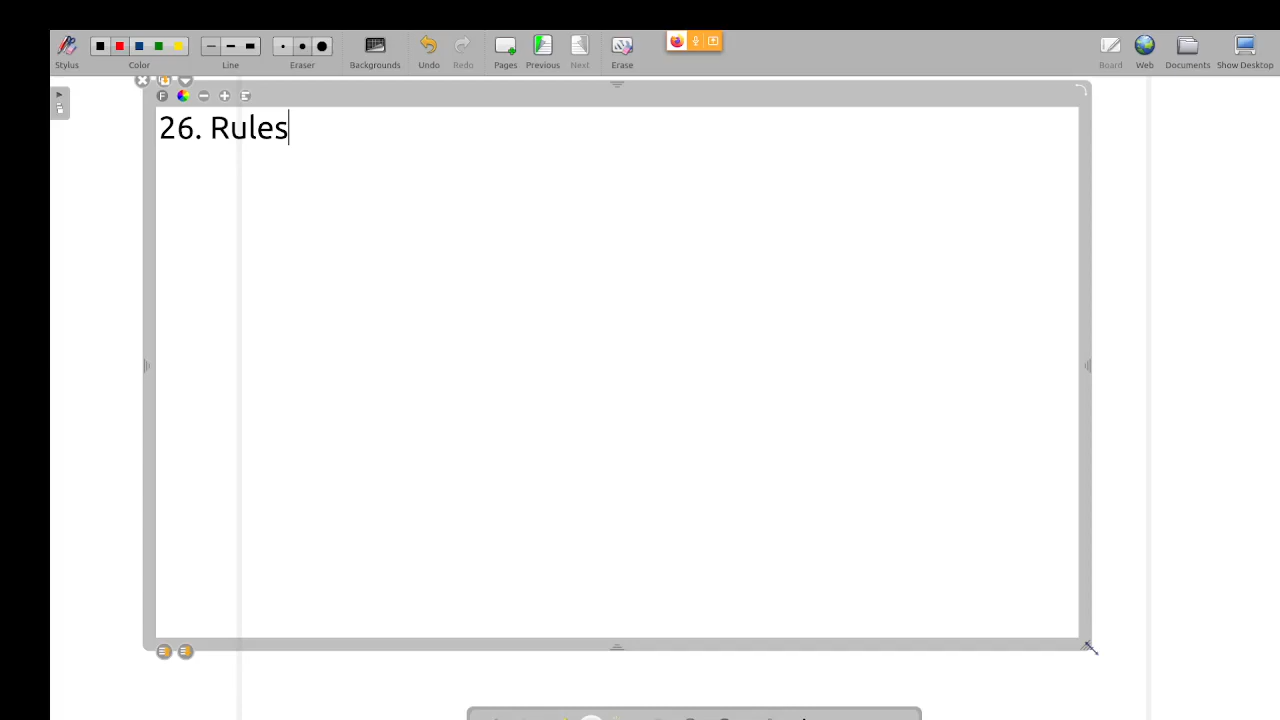 Stylus
Color
Line
Eraser
Backgrounds
Undo
Redo
Pages
Previous
Next
Erase
Board
Web
Documents
Show Desktop
F
26. Rules